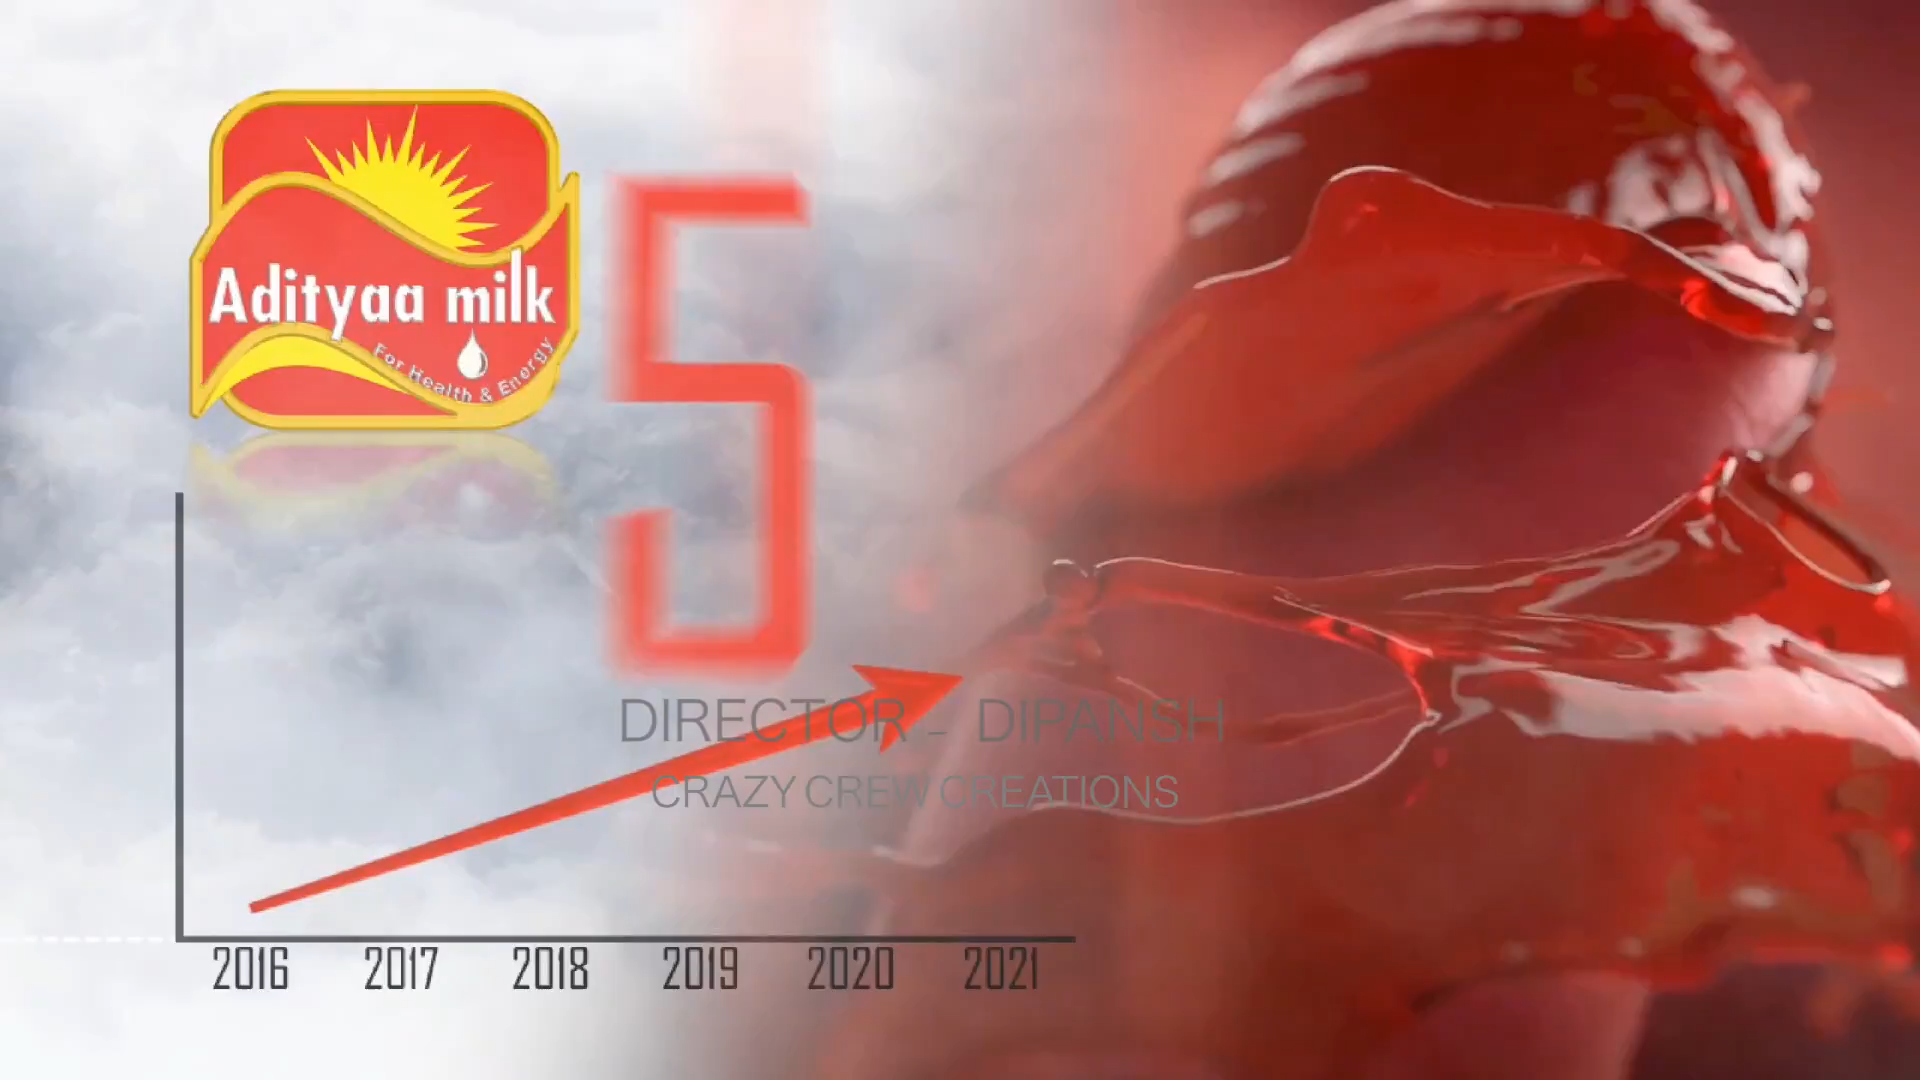 Adityaa milk
For Health & Energy
5
DIRECTOR - DIPANSH
CRAZY CREW CREATIONS
2016 2017 2018 2019 2020 2021